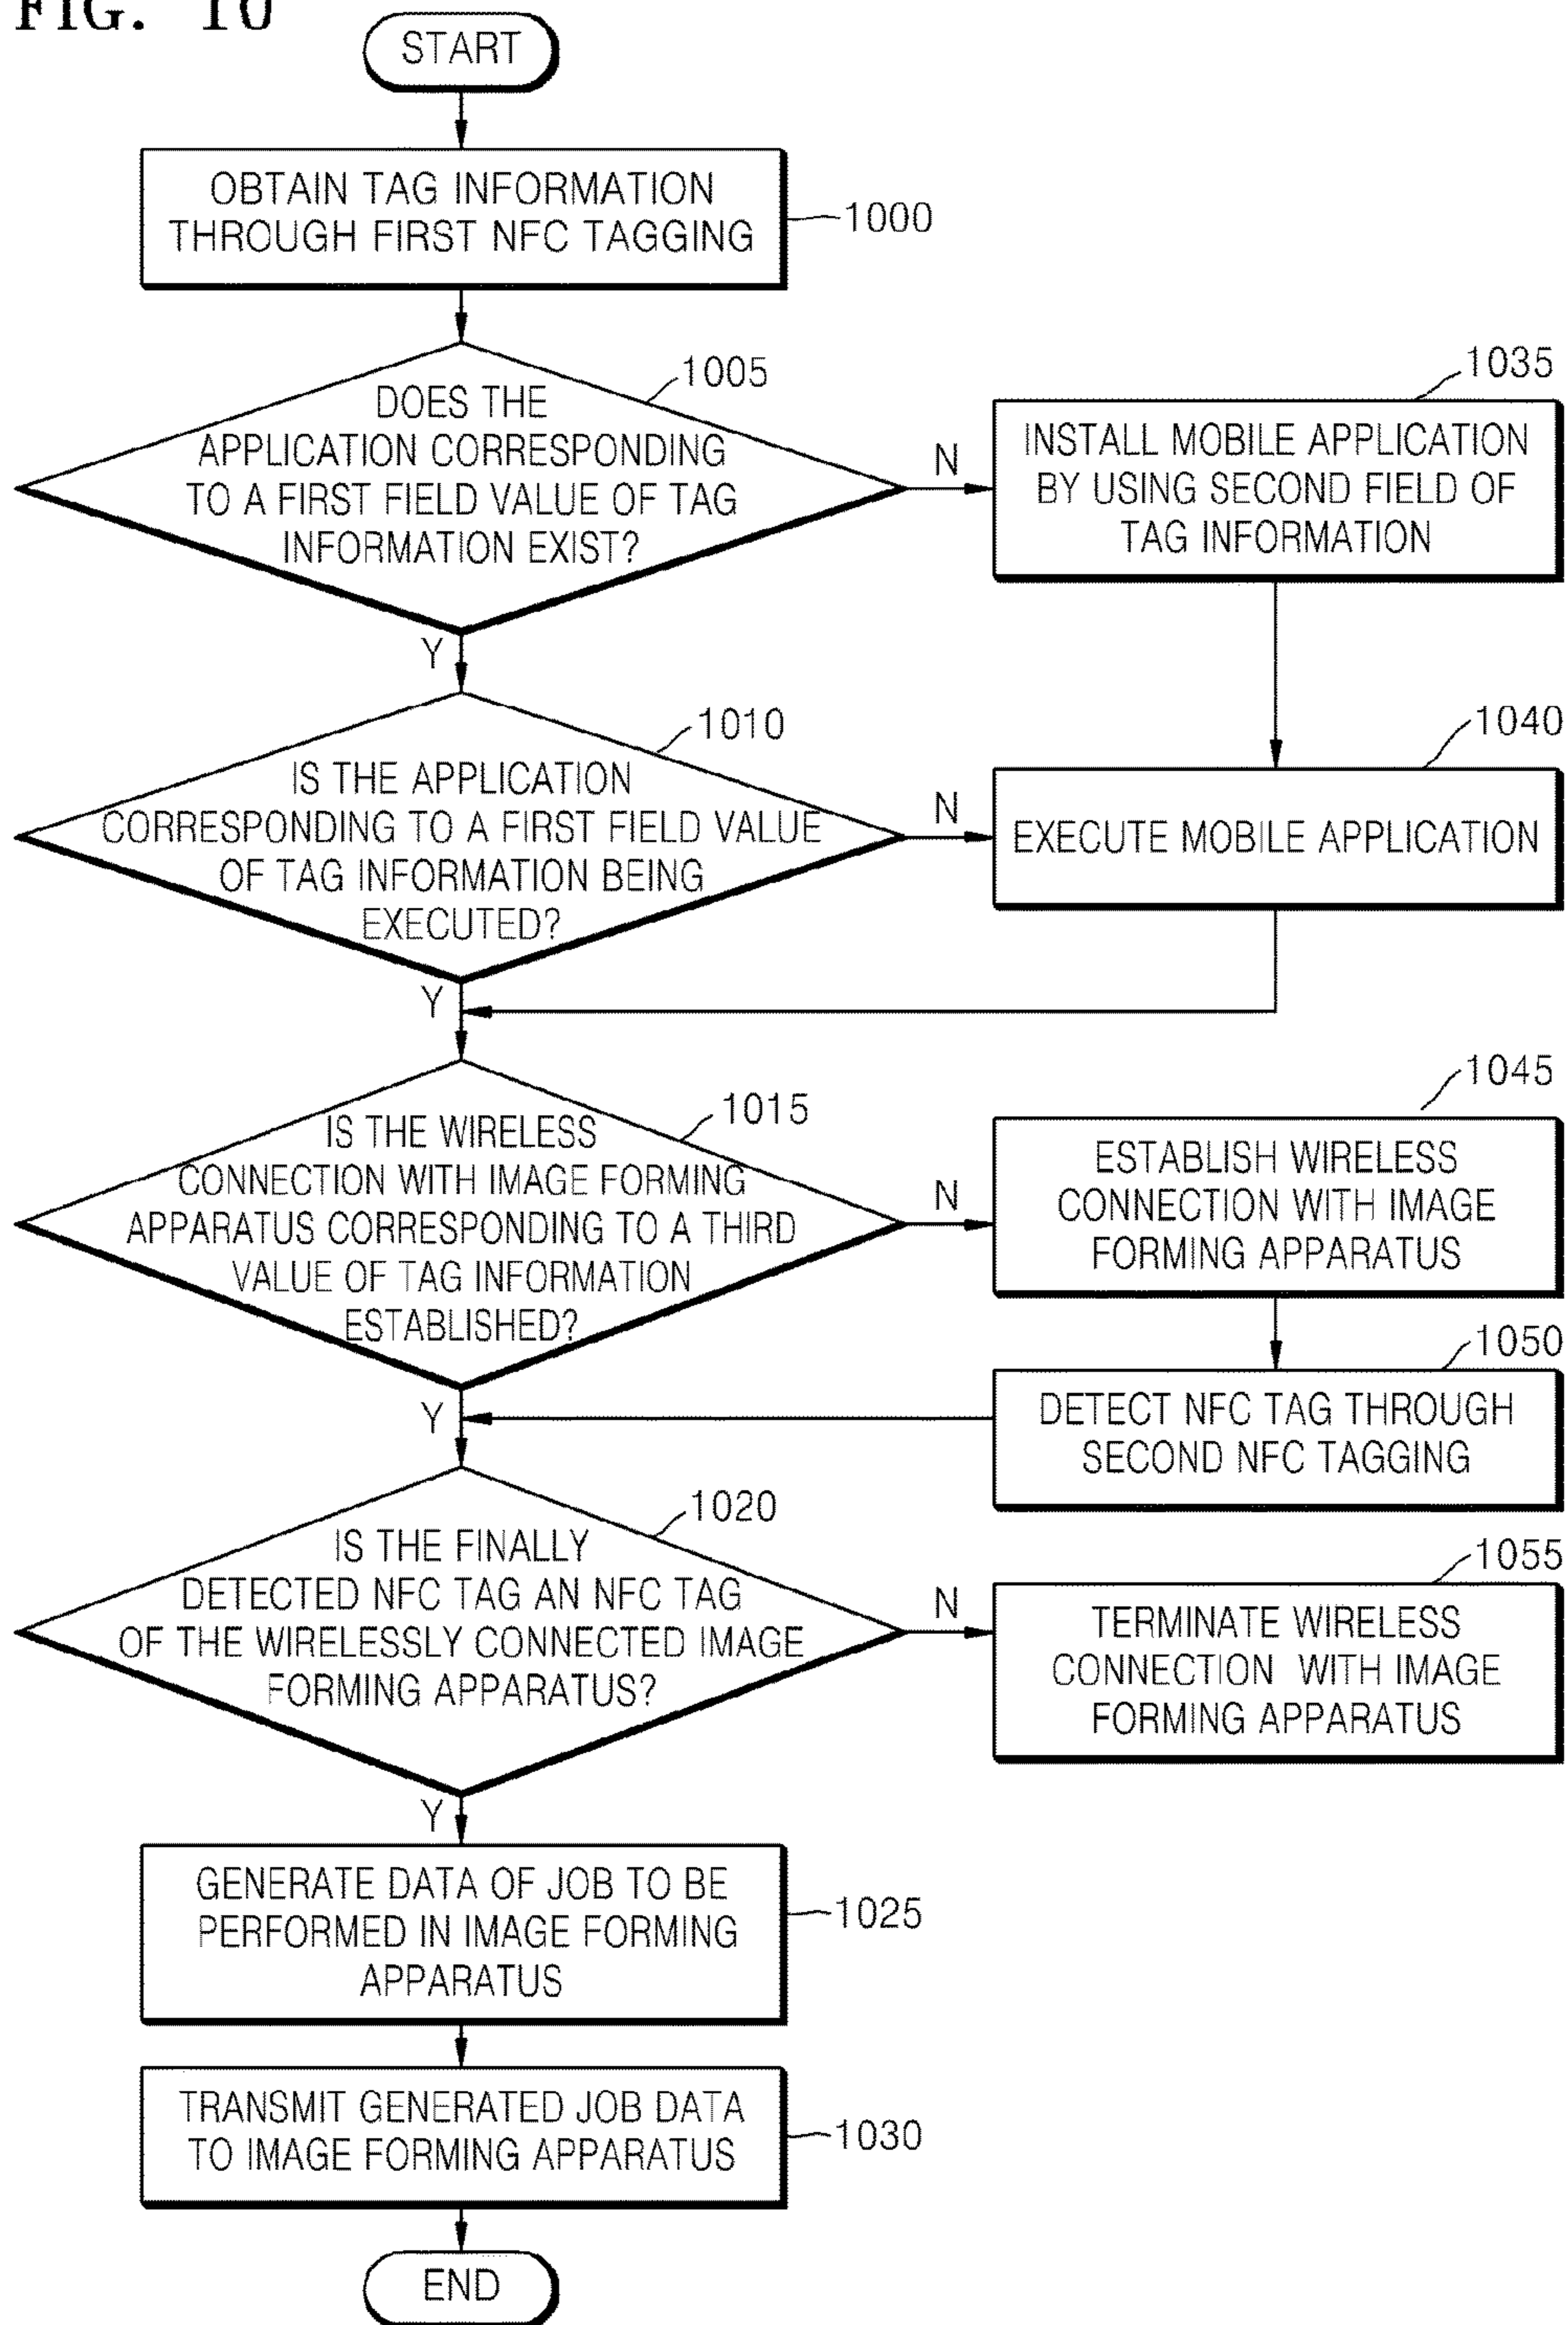 FIG. 10
START
OBTAIN TAG INFORMATION
THROUGH FIRST NFC TAGGING
1000
DOES THE
APPLICATION CORRESPONDING
TO A FIRST FIELD VALUE OF TAG
INFORMATION EXIST?
1005
N
INSTALL MOBILE APPLICATION
BY USING SECOND FIELD OF
TAG INFORMATION
1035
Y
IS THE APPLICATION
CORRESPONDING TO A FIRST FIELD VALUE
OF TAG INFORMATION BEING
EXECUTED?
1010
N
EXECUTE MOBILE APPLICATION
1040
Y
IS THE WIRELESS
CONNECTION WITH IMAGE FORMING
APPARATUS CORRESPONDING TO A THIRD
VALUE OF TAG INFORMATION
ESTABLISHED?
1015
N
ESTABLISH WIRELESS
CONNECTION WITH IMAGE
FORMING APPARATUS
1045
DETECT NFC TAG THROUGH
SECOND NFC TAGGING
1050
Y
IS THE FINALLY
DETECTED NFC TAG AN NFC TAG
OF THE WIRELESSLY CONNECTED IMAGE
FORMING APPARATUS?
1020
N
TERMINATE WIRELESS
CONNECTION WITH IMAGE
FORMING APPARATUS
1055
Y
GENERATE DATA OF JOB TO BE
PERFORMED IN IMAGE FORMING
APPARATUS
1025
TRANSMIT GENERATED JOB DATA
TO IMAGE FORMING APPARATUS
1030
END